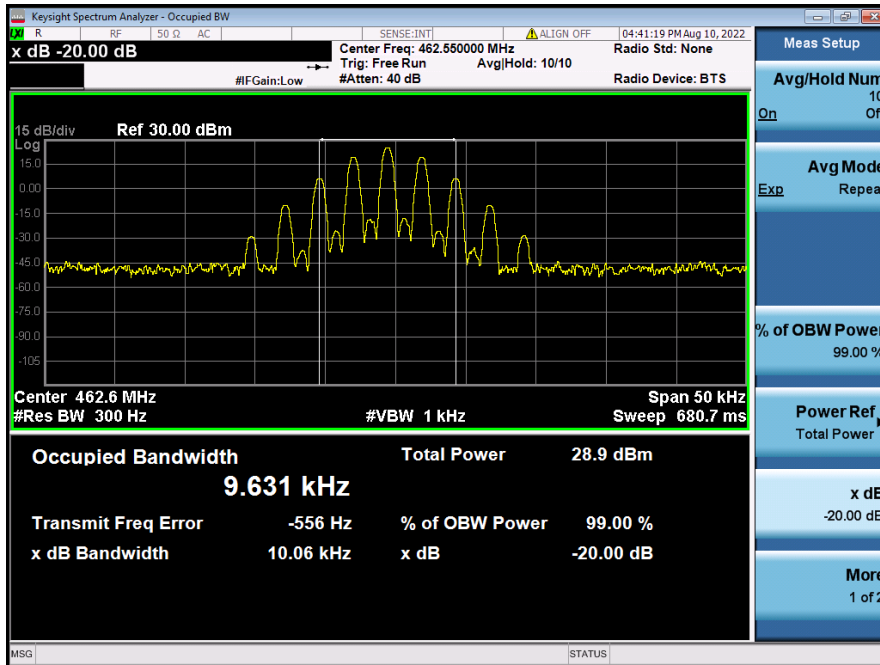 Keysight Spectrum Analyzer - Occupied BW
LXI R RF 50 Ω AC SENSE:INT ALIGN OFF 04:41:19 PM Aug 10, 2022
x dB -20.00 dB
Center Freq: 462.550000 MHz Radio Std: None
Trig: Free Run Avg|Hold: 10/10
#IFGain:Low #Atten: 40 dB Radio Device: BTS
15 dB/div Ref 30.00 dBm
Log
15.0
0.00
-15.0
-30.0
-45.0
-60.0
-75.0
-90.0
-105
Center 462.6 MHz Span 50 kHz
#Res BW 300 Hz #VBW 1 kHz Sweep 680.7 ms
Occupied Bandwidth Total Power 28.9 dBm
9.631 kHz
Transmit Freq Error -556 Hz % of OBW Power 99.00 %
x dB Bandwidth 10.06 kHz x dB -20.00 dB
Meas Setup
Avg/Hold Num
10
On Of
Avg Mode
Exp Repea
% of OBW Power
99.00 %
Power Ref
Total Power
x dB
-20.00 dB
More
1 of 2
MSG STATUS